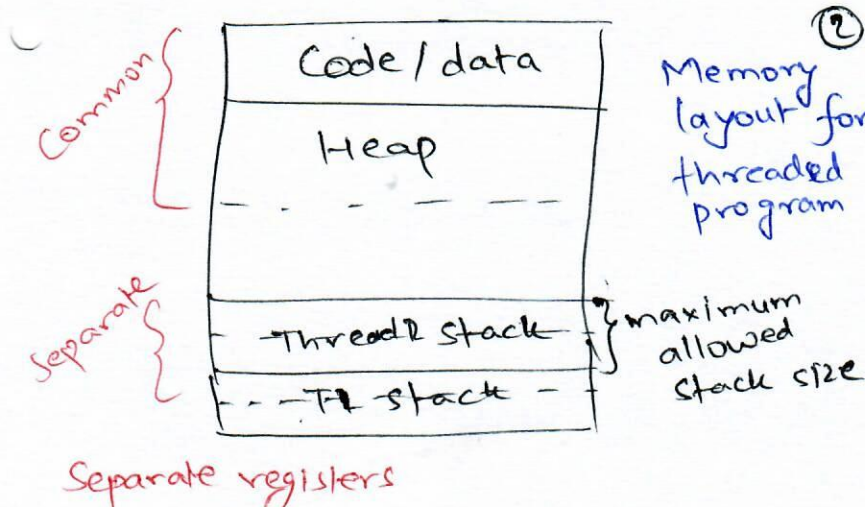 2
Code / data
Common
Heap
Memory
layout for
threaded
program
Separate
Thread2 stack
T1 stack
maximum
allowed
stack size
Separate registers